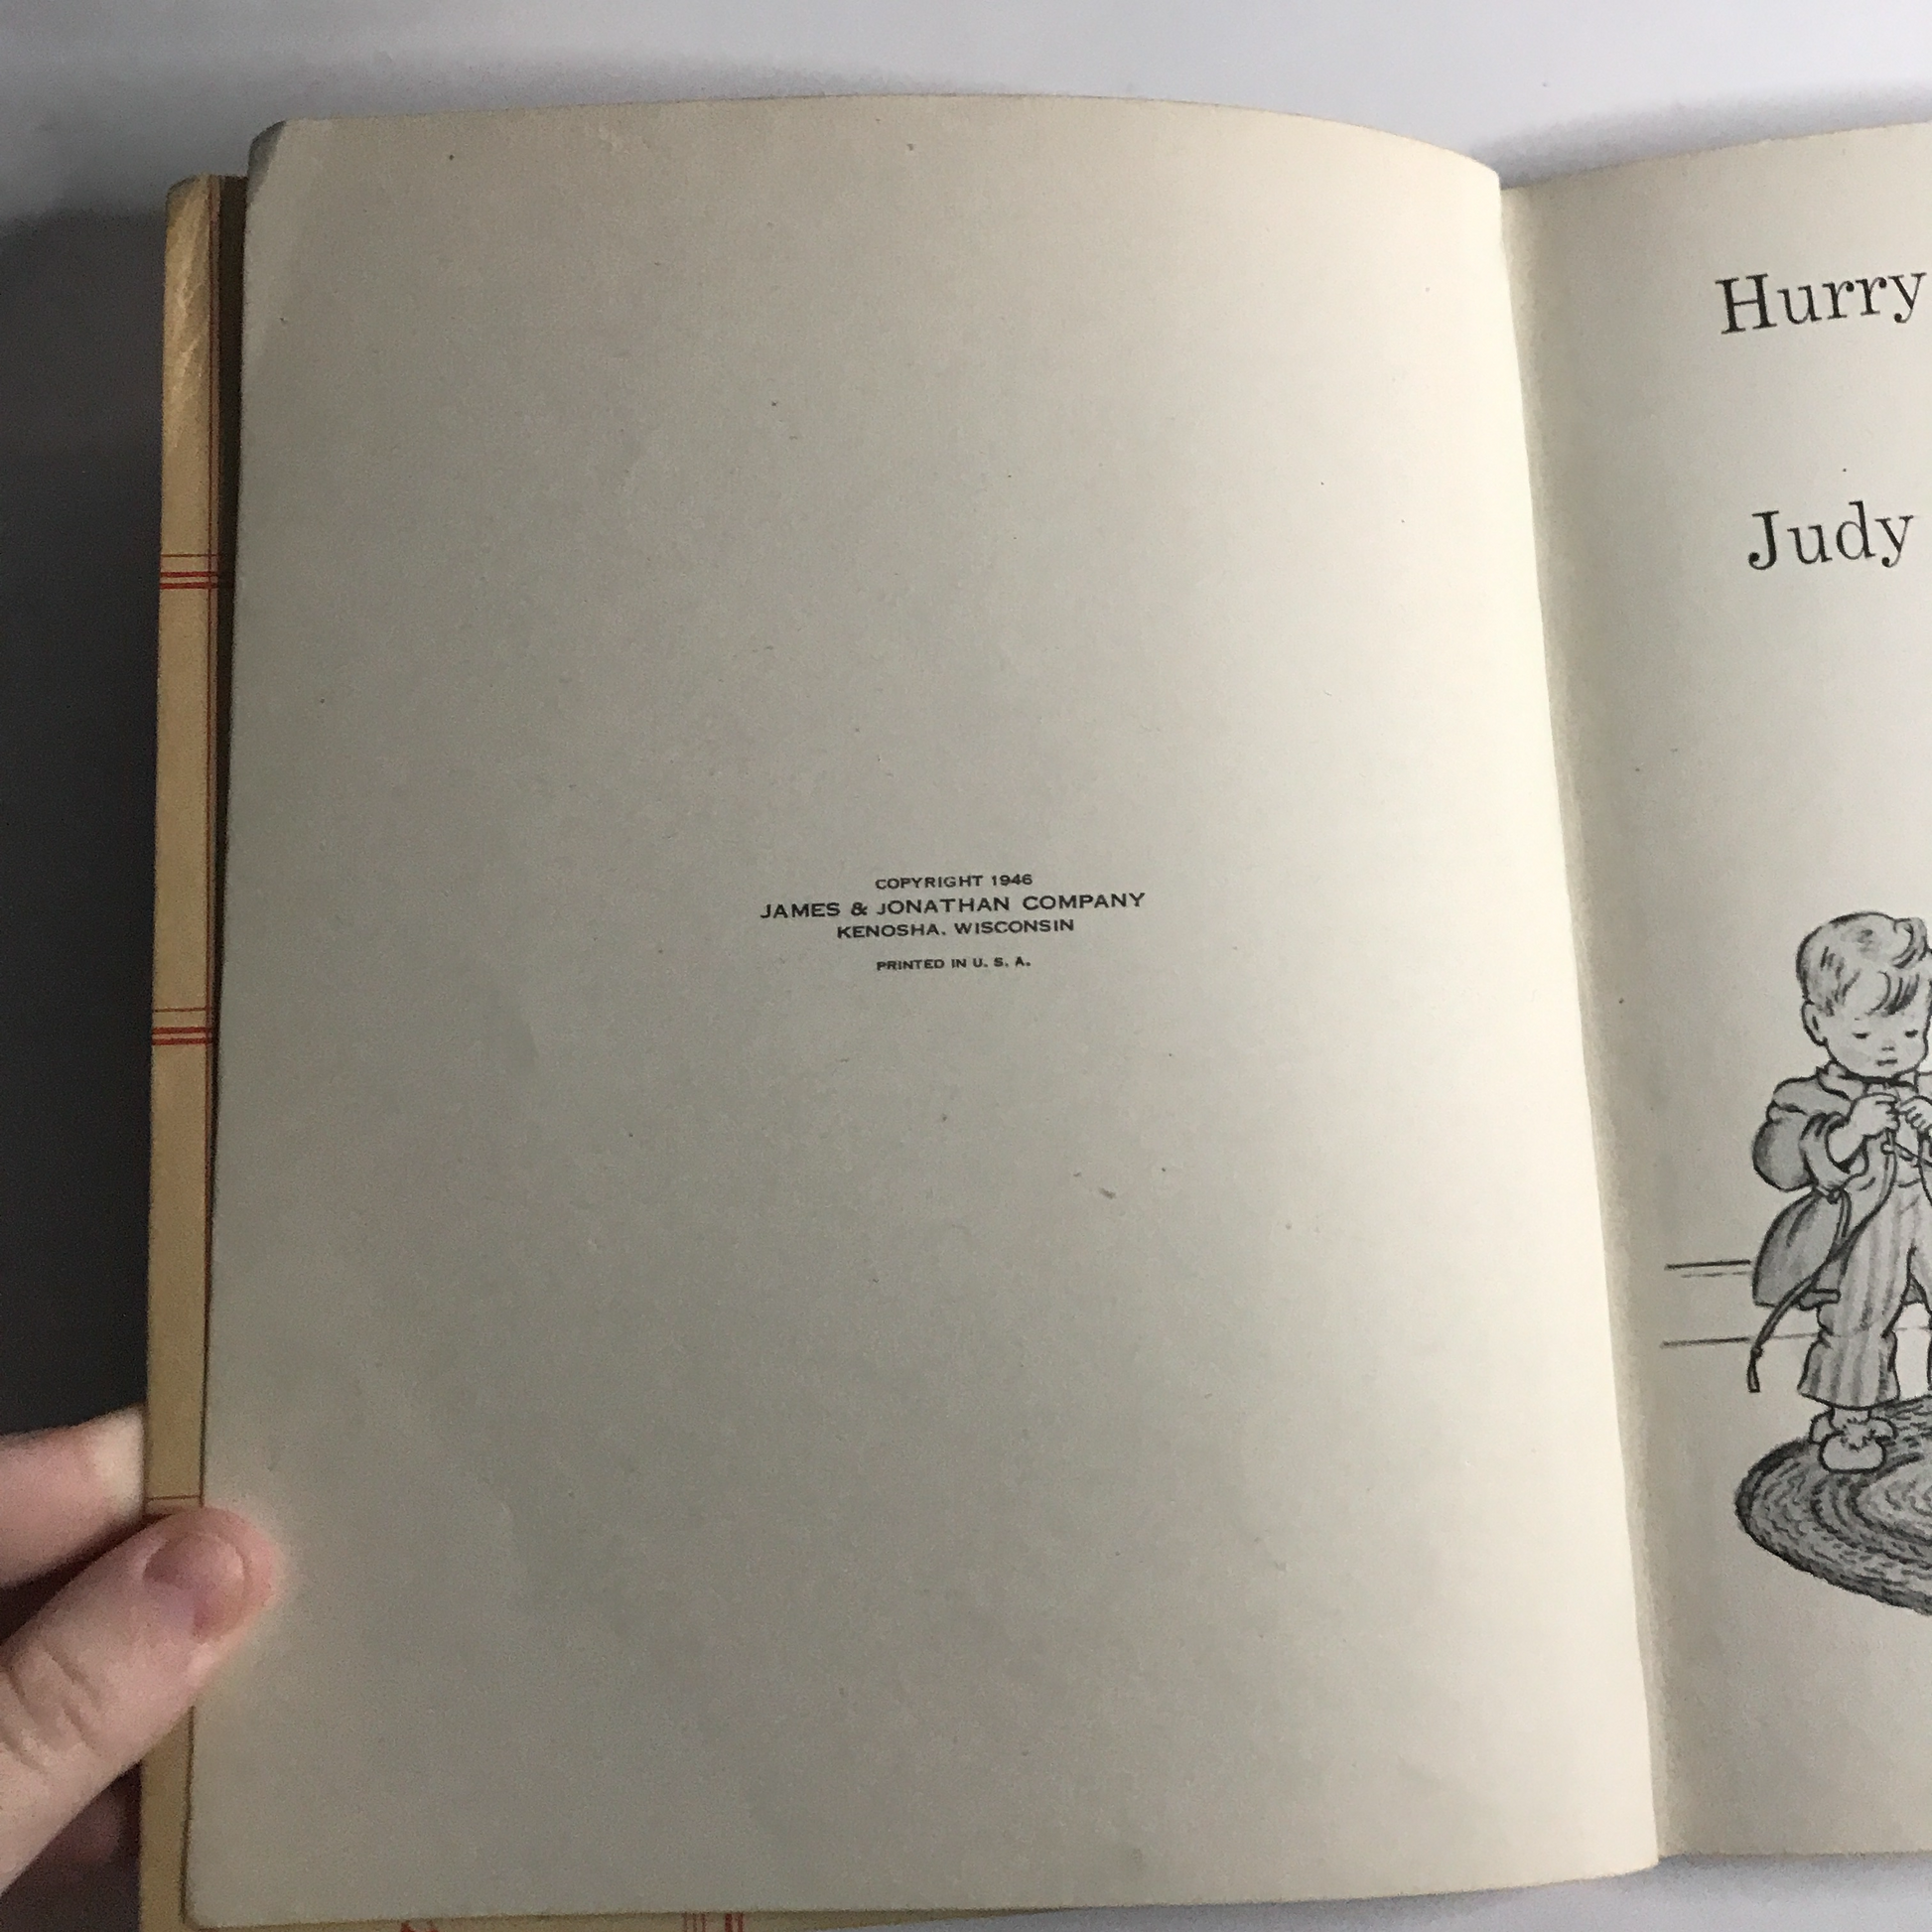 COPYRIGHT 1946
JAMES & JONATHAN COMPANY
KENOSHA, WISCONSIN
PRINTED IN U. S. A.
Hurry
Judy